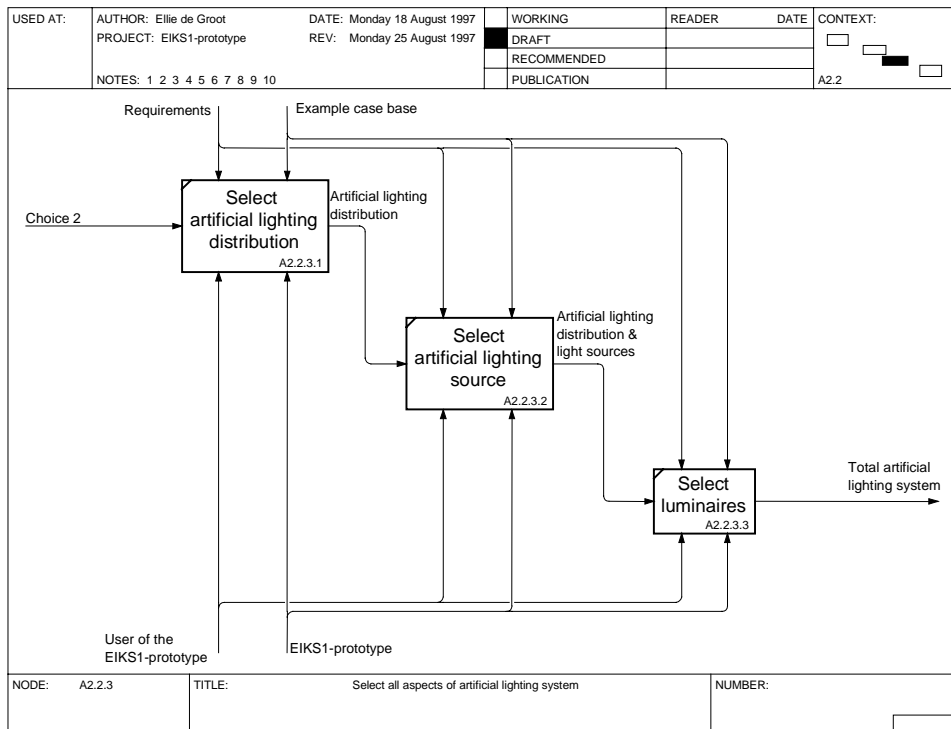 USED AT:
AUTHOR: Ellie de Groot
DATE: Monday 18 August 1997
WORKING
READER
DATE
CONTEXT:
PROJECT: EIKS1-prototype
REV: Monday 25 August 1997
DRAFT
RECOMMENDED
NOTES: 1 2 3 4 5 6 7 8 9 10
PUBLICATION
A2.2
Requirements
Example case base
Select
artificial lighting
distribution
A2.2.3.1
Artificial lighting
distribution
Choice 2
Select
artificial lighting
source
A2.2.3.2
Artificial lighting
distribution &
light sources
Select
luminaires
A2.2.3.3
Total artificial
lighting system
User of the
EIKS1-prototype
EIKS1-prototype
NODE: A2.2.3
TITLE:
Select all aspects of artificial lighting system
NUMBER: